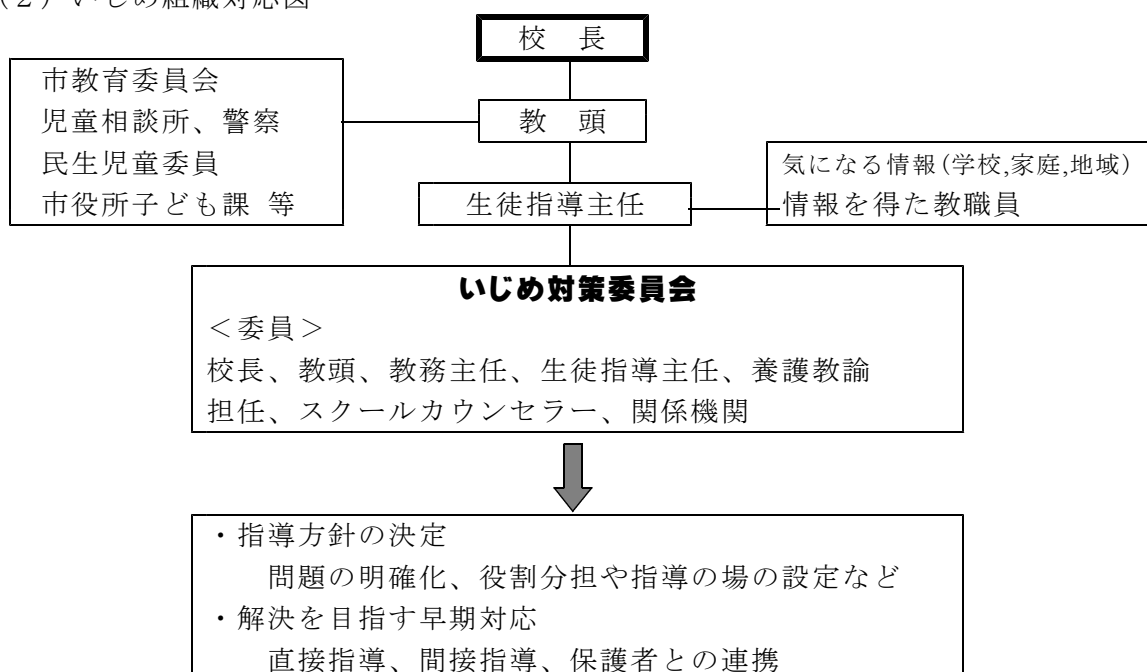 (2)いじめ組織対応図
校 長
市教育委員会
児童相談所、警察
民生児童委員
市役所子ども課 等
教 頭
気になる情報(学校,家庭,地域)
情報を得た教職員
生徒指導主任
いじめ対策委員会
<委員>
校長、教頭、教務主任、生徒指導主任、養護教諭
担任、スクールカウンセラー、関係機関
・指導方針の決定
問題の明確化、役割分担や指導の場の設定など
・解決を目指す早期対応
直接指導、間接指導、保護者との連携